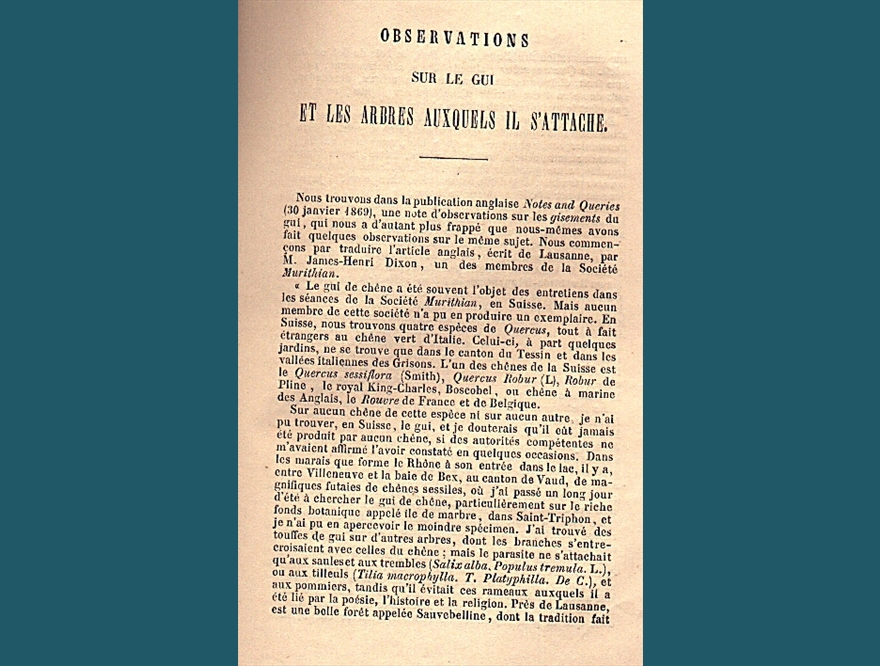 OBSERVATIONS
SUR LE GUI
ET LES ARBRES AUXQUELS IL S'ATTACHE.
Nous trouvons dans la publication anglaise Notes and Queries
(30 janvier 1869), une note d'observations sur les gisements du
gui, qui nous a d'autant plus frappé que nous-mêmes avons
fait quelques observations sur le même sujet. Nous commen-
çons par traduire l'article anglais, écrit de Lausanne, par
M. James-Henri Dixon, un des membres de la Société
Murithian.
« Le gui de chêne a été souvent l'objet des entretiens dans
les séances de la Société Murithian, en Suisse. Mais aucun
membre de cette société n'a pu en produire un exemplaire. En
Suisse, nous trouvons quatre espèces de Quercus, tout à fait
étrangers au chêne vert d'Italie. Celui-ci, à part quelques
jardins, ne se trouve que dans le canton du Tessin et dans les
vallées italiennes des Grisons. L'un des chênes de la Suisse est
le Quercus sessiflora (Smith), Quercus Robur (L), Robur de
Pline, le royal King-Charles, Boscobel, ou chêne à marine
des Anglais, le Rouvre de France et de Belgique.
Sur aucun chêne de cette espèce ni sur aucun autre, je n'ai
pu trouver, en Suisse, le gui, et je douterais qu'il eût jamais
été produit par aucun chêne, si des autorités compétentes ne
m'avaient affirmé l'avoir constaté en quelques occasions. Dans
les marais que forme le Rhône à son entrée dans le lac, il y a,
entre Villeneuve et la baie de Bex, au canton de Vaud, de ma-
gnifiques futaies de chênes sessiles, où j'ai passé un long jour
d'été à chercher le gui de chêne, particulièrement sur le riche
fonds botanique appelé île de marbre, dans Saint-Triphon, et
je n'ai pu en apercevoir le moindre spécimen. J'ai trouvé des
touffes de gui sur d'autres arbres, dont les branches s'entre-
croisaient avec celles du chêne ; mais le parasite ne s'attachait
qu'aux saules et aux trembles (Salix alba, Populus tremula. L.),
ou aux tilleuls (Tilia macrophylla. T. Platyphilla. De C.), et
aux pommiers, tandis qu'il évitait ces rameaux auxquels il a
été lié par la poésie, l'histoire et la religion. Près de Lausanne,
est une belle forêt appelée Sauvebelline, dont la tradition fait